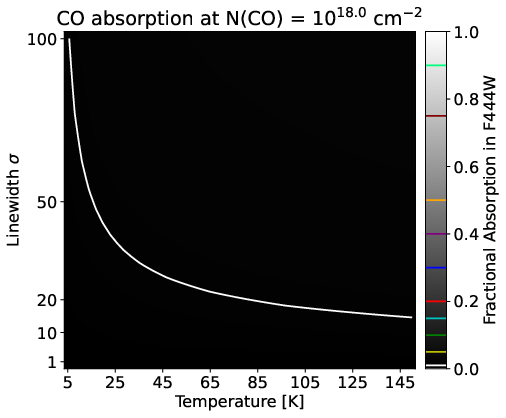 CO absorption at N(CO) = 10^18.0 cm^−2
100
50
20
10
1
Linewidth σ
5 25 45 65 85 105 125 145
Temperature [K]
1.0
0.8
0.6
0.4
0.2
0.0
Fractional Absorption in F444W